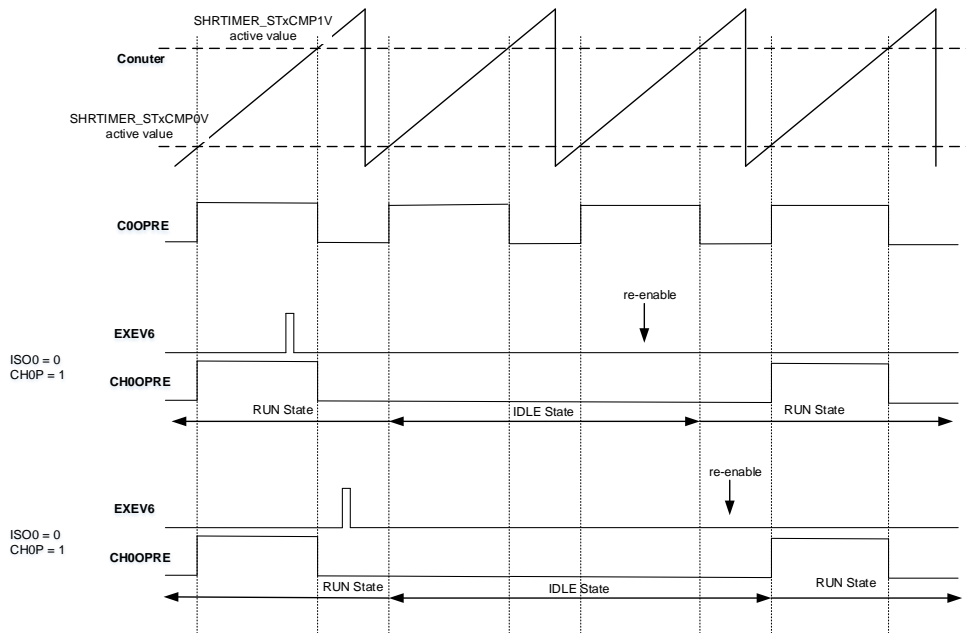 SHRTIMER_STxCMP1V
active value
Conuter
SHRTIMER_STxCMP0V
active value
C0OPRE
re-enable
EXEV6
ISO0 = 0
CH0P = 1
CH0OPRE
RUN State
IDLE State
RUN State
re-enable
EXEV6
ISO0 = 0
CH0P = 1
CH0OPRE
RUN State
IDLE State
RUN State